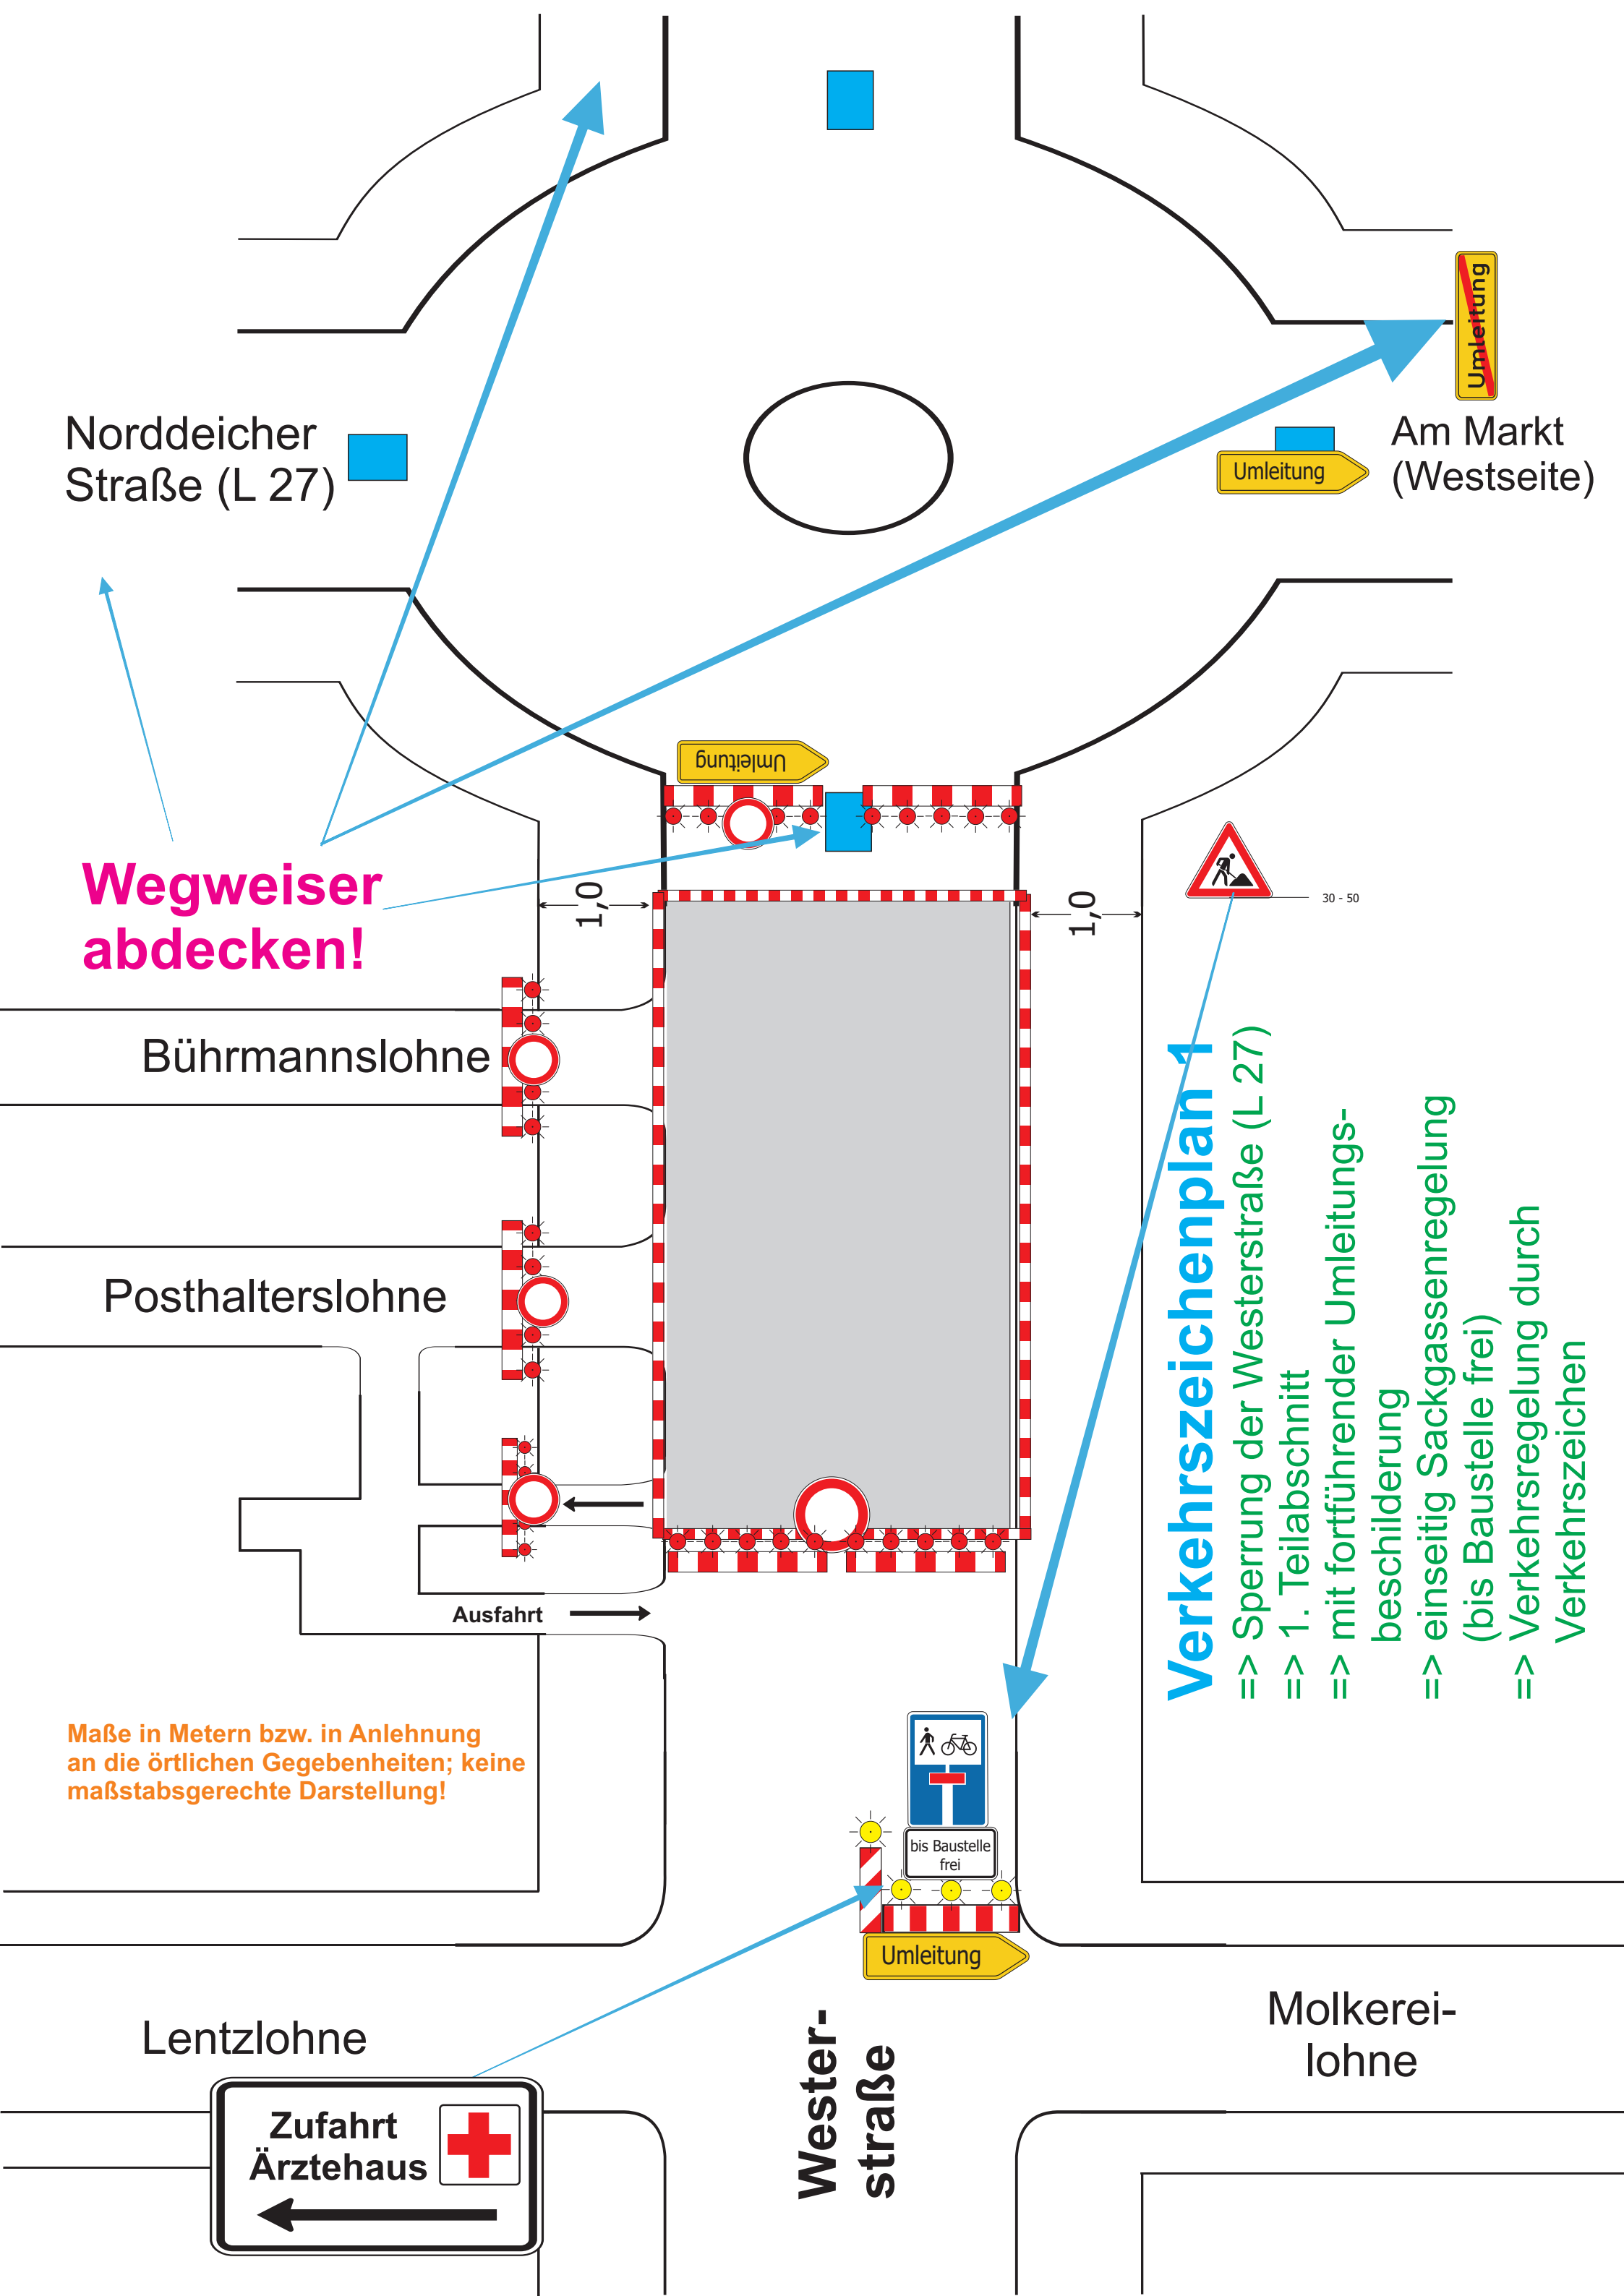 Umleitung
Norddeicher
Straße (L 27)
Am Markt
(Westseite)
Umleitung
Umleitung
Wegweiser
abdecken!
1,0
1,0
30 - 50
Bührmannslohne
Posthalterslohne
Ausfahrt
Verkehrszeichenplan 1
=> Sperrung der Westerstraße (L 27)
=> 1. Teilabschnitt
=> mit fortführender Umleitungs-
beschilderung
=> einseitig Sackgassenregelung
(bis Baustelle frei)
=> Verkehrsregelung durch
Verkehrszeichen
Maße in Metern bzw. in Anlehnung
an die örtlichen Gegebenheiten; keine
maßstabsgerechte Darstellung!
bis Baustelle
frei
Umleitung
Lentzlohne
Molkerei-
lohne
Wester-
straße
Zufahrt
Ärztehaus